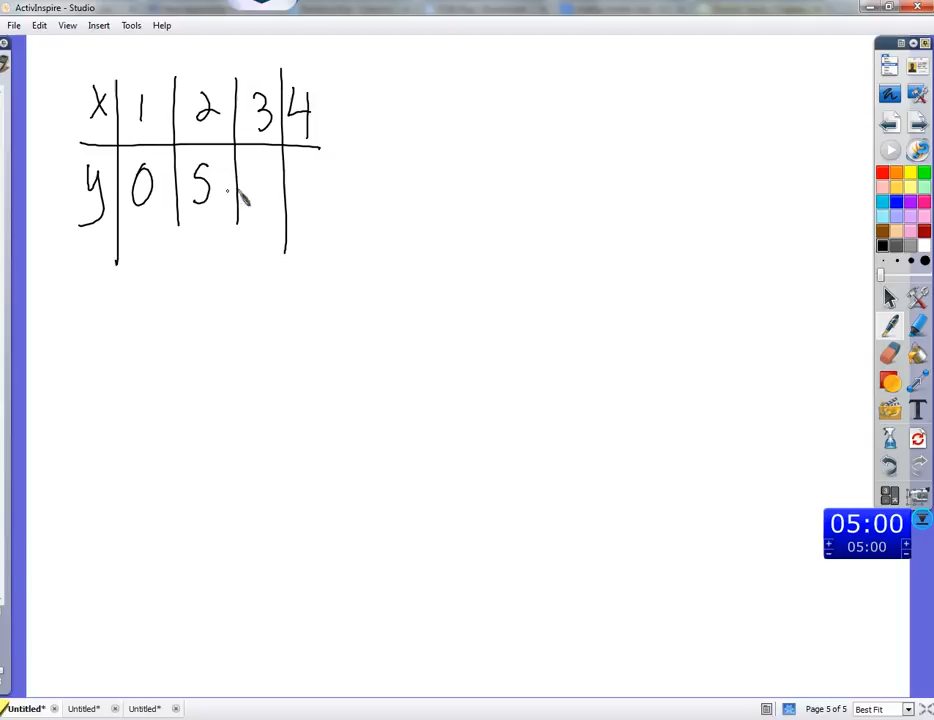 ActivInspire - Studio
File Edit View Insert Tools Help
x 1 2 3 4
y 0 5
05:00
05:00
Untitled* Untitled* Untitled*
Page 5 of 5 Best Fit